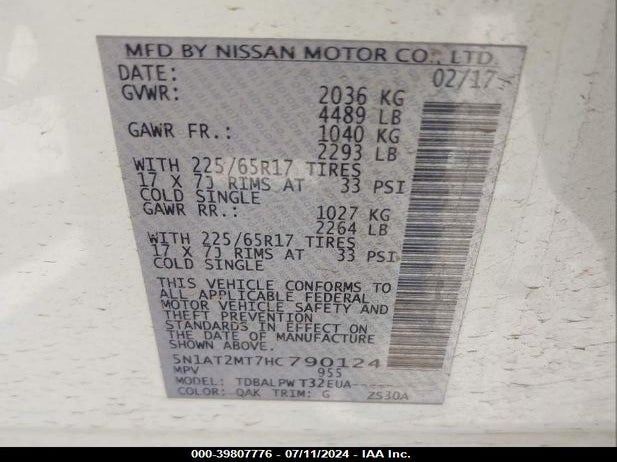 MFD BY NISSAN MOTOR CO., LTD.
DATE: 02/17
GVWR: 2036 KG
4489 LB
GAWR FR.: 1040 KG
2293 LB
WITH 225/65R17 TIRES
17 X 7J RIMS AT 33 PSI
COLD SINGLE
GAWR RR.: 1027 KG
2264 LB
WITH 225/65R17 TIRES
17 X 7J RIMS AT 33 PSI
COLD SINGLE
THIS VEHICLE CONFORMS TO
ALL APPLICABLE FEDERAL
MOTOR VEHICLE SAFETY AND
THEFT PREVENTION
STANDARDS IN EFFECT ON
THE DATE OF MANUFACTURE
SHOWN ABOVE.
5N1AT2MT7HC790124
MPV 955
MODEL: TDBALPW T32EUA-----
COLOR: QAK TRIM: G ZS30A
000-39807776 - 07/11/2024 - IAA Inc.